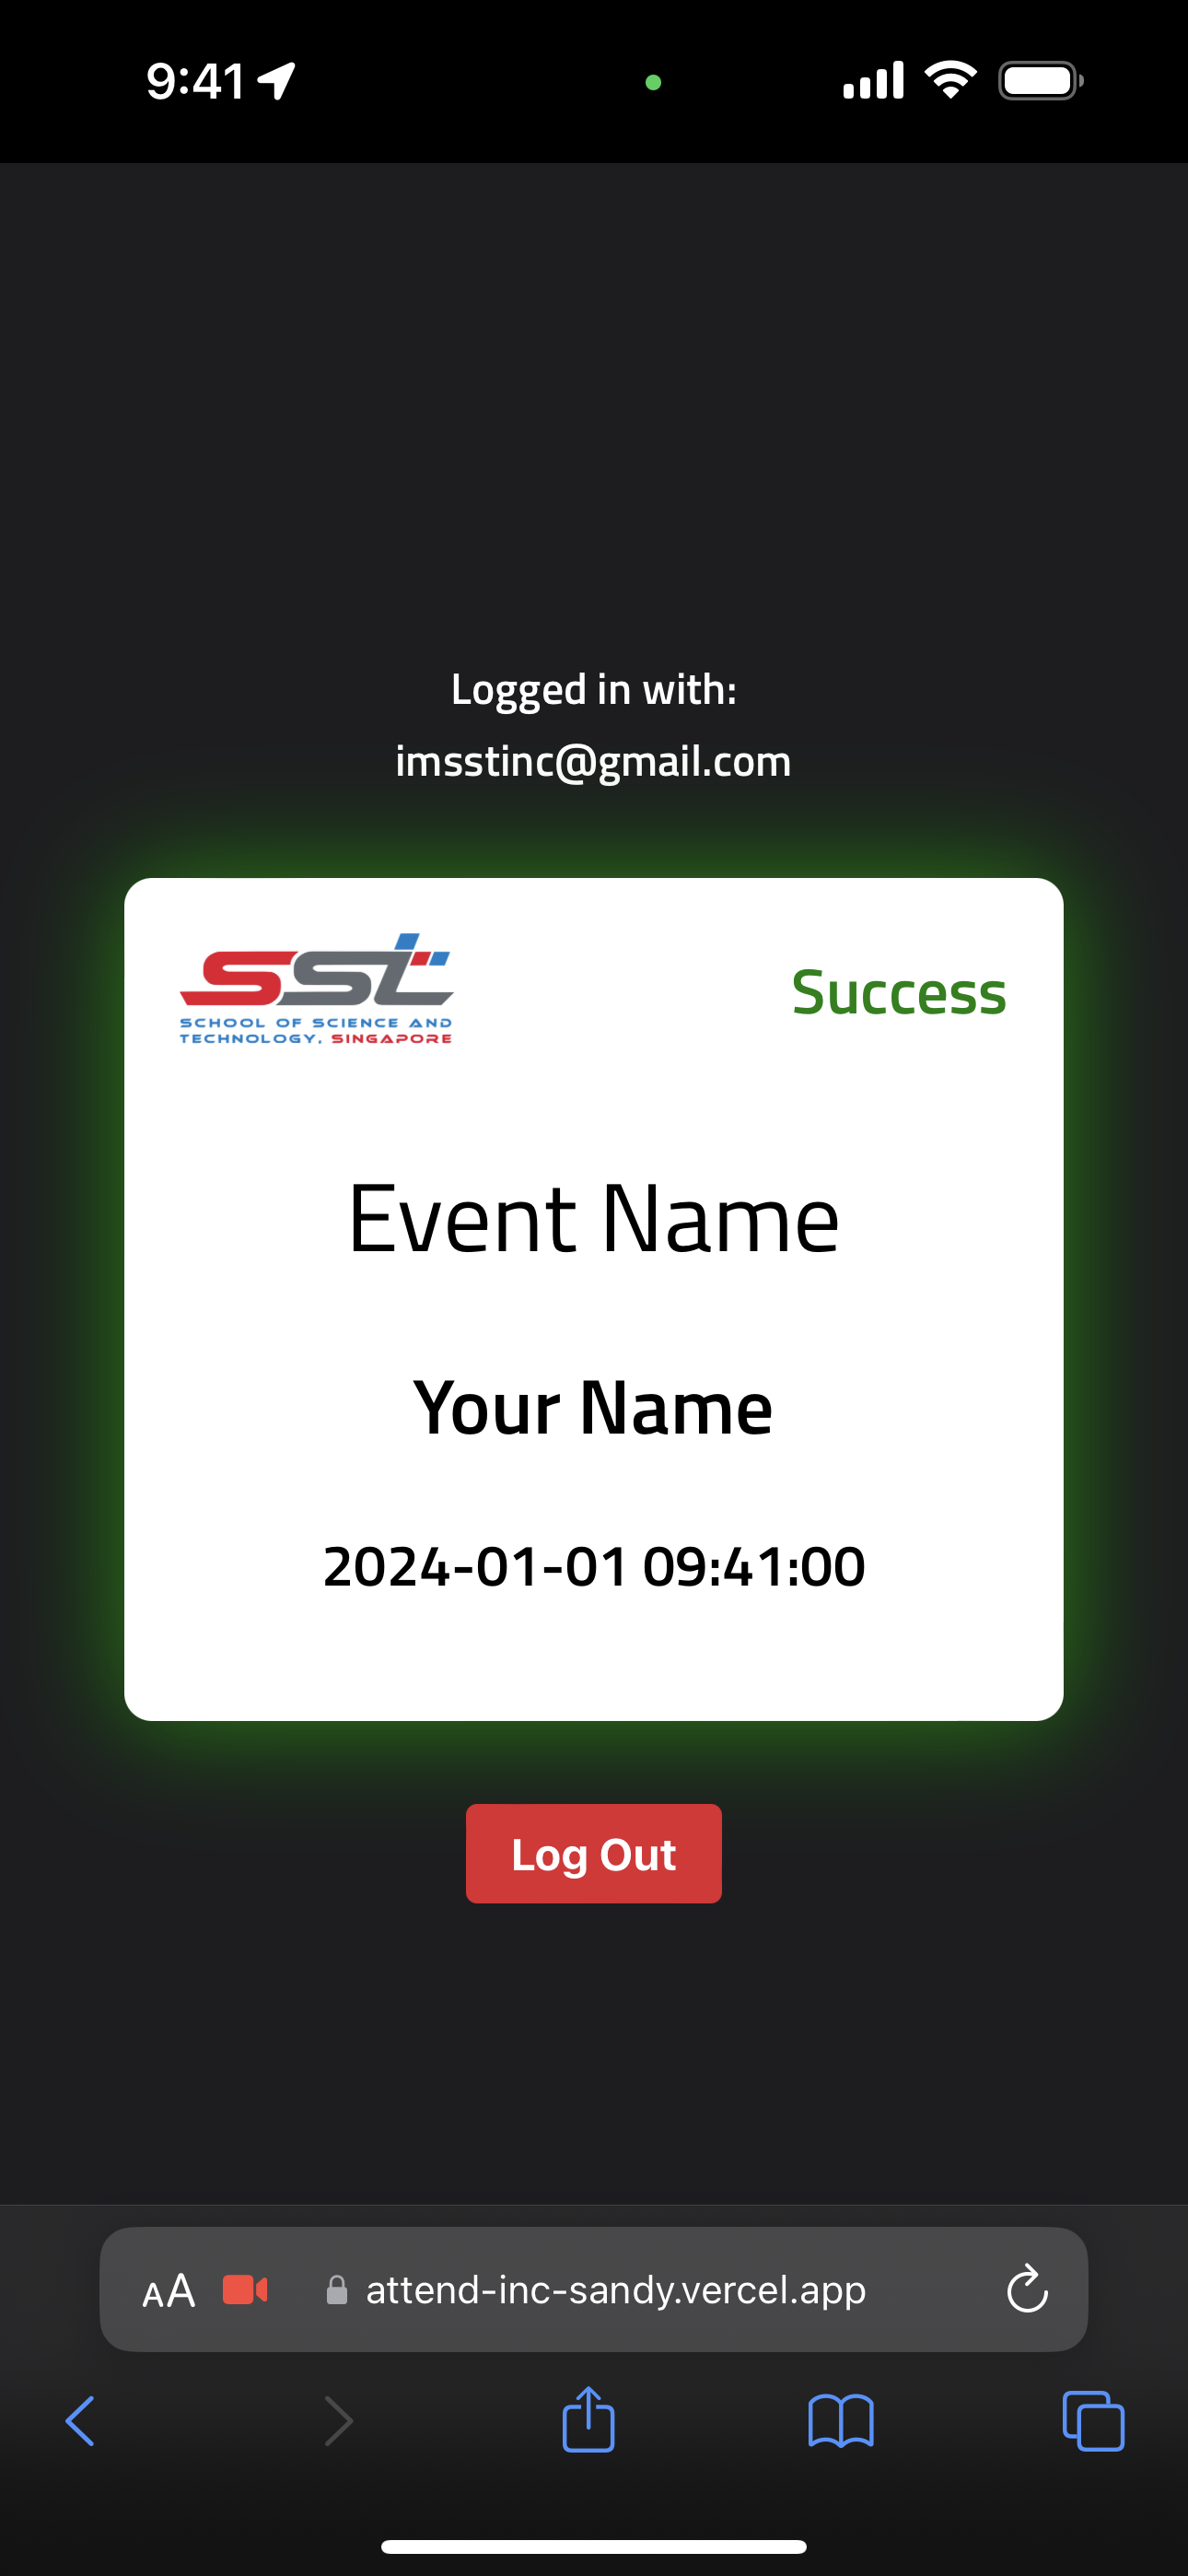 9:41
Logged in with:
imsstinc@gmail.com
SST
SCHOOL OF SCIENCE AND
TECHNOLOGY, SINGAPORE
Success
Event Name
Your Name
2024-01-01 09:41:00
Log Out
AA attend-inc-sandy.vercel.app